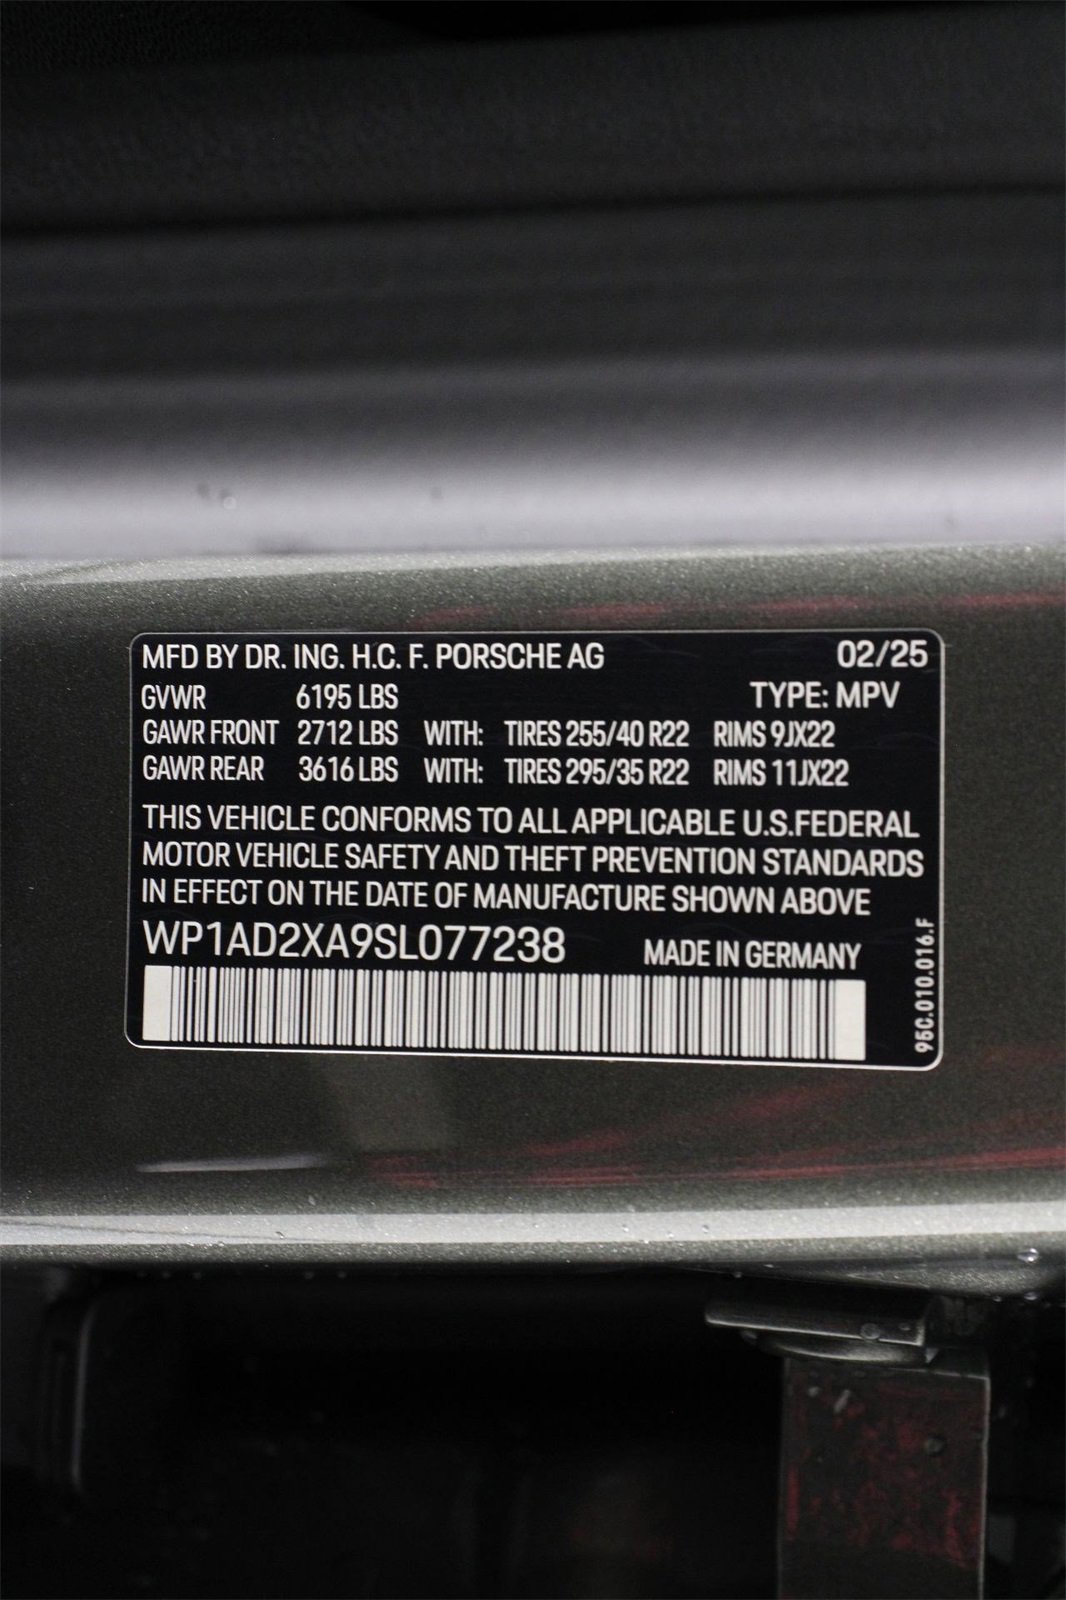 MFD BY DR. ING. H.C. F. PORSCHE AG 02/25
GVWR 6195 LBS TYPE: MPV
GAWR FRONT 2712 LBS WITH: TIRES 255/40 R22 RIMS 9JX22
GAWR REAR 3616 LBS WITH: TIRES 295/35 R22 RIMS 11JX22
THIS VEHICLE CONFORMS TO ALL APPLICABLE U.S.FEDERAL
MOTOR VEHICLE SAFETY AND THEFT PREVENTION STANDARDS
IN EFFECT ON THE DATE OF MANUFACTURE SHOWN ABOVE
WP1AD2XA9SL077238 MADE IN GERMANY
95C.010.016.F